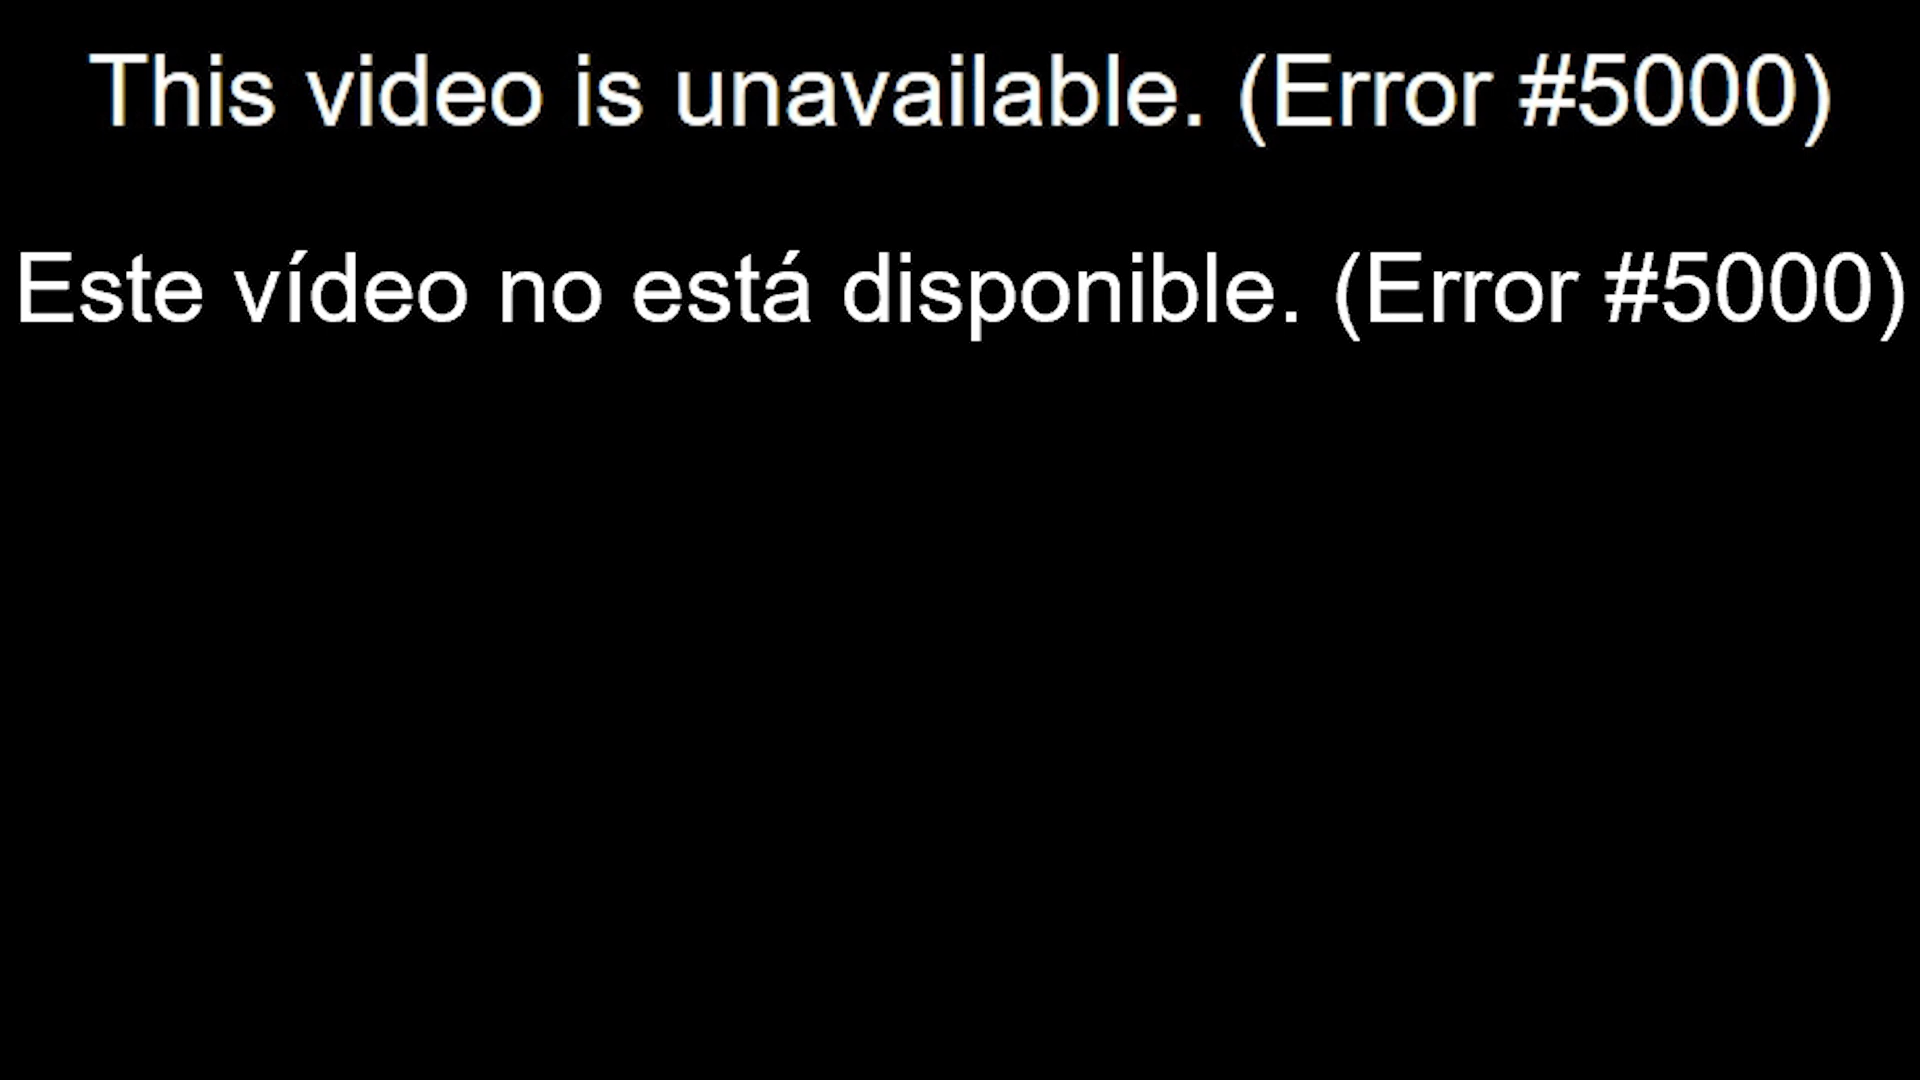 This video is unavailable. (Error #5000)
Este vídeo no está disponible. (Error #5000)